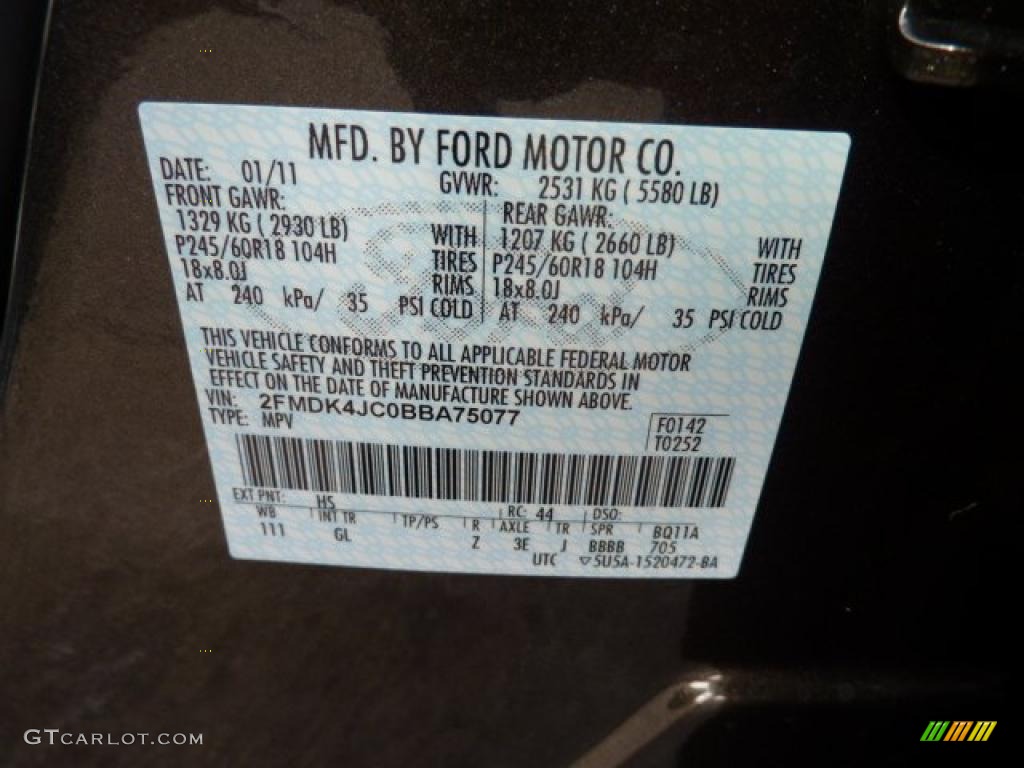 MFD. BY FORD MOTOR CO.
DATE: 01/11 GVWR: 2531 KG ( 5580 LB)
FRONT GAWR: REAR GAWR:
1329 KG ( 2930 LB) WITH 1207 KG ( 2660 LB) WITH
P245/60R18 104H TIRES P245/60R18 104H TIRES
18x8.0J RIMS 18x8.0J RIMS
AT 240 kPa/ 35 PSI COLD AT 240 kPa/ 35 PSI COLD
THIS VEHICLE CONFORMS TO ALL APPLICABLE FEDERAL MOTOR
VEHICLE SAFETY AND THEFT PREVENTION STANDARDS IN
EFFECT ON THE DATE OF MANUFACTURE SHOWN ABOVE.
VIN: 2FMDK4JC0BBA75077
TYPE: MPV F0142
T0252
EXT PNT: HS RC: 44 DSO:
WB INT TR TP/PS R AXLE TR SPR BQ11A
111 GL Z 3E J BBBB 705
UTC ▽5U5A-1520472-BA
GTCARLOT.COM